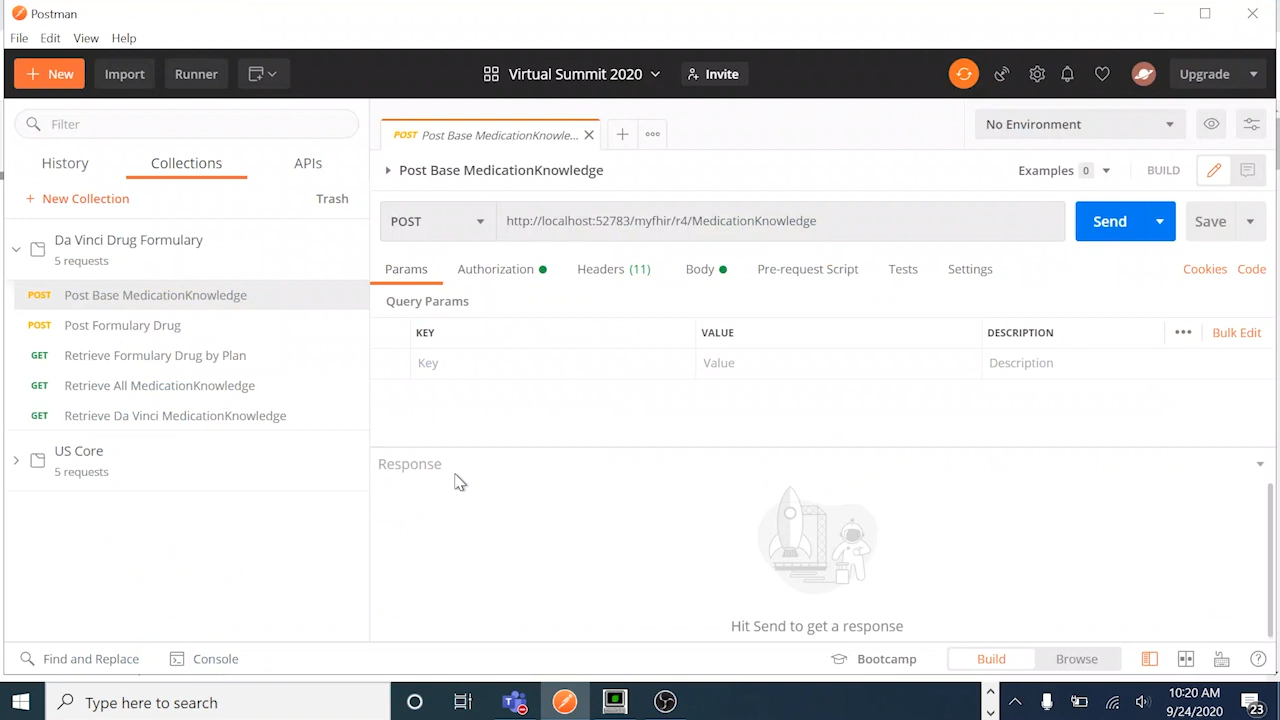 Postman
File Edit View Help
+ New Import Runner Virtual Summit 2020 Invite Upgrade
Filter
History Collections APIs
+ New Collection Trash
Da Vinci Drug Formulary
5 requests
POST Post Base MedicationKnowledge
POST Post Formulary Drug
GET Retrieve Formulary Drug by Plan
GET Retrieve All MedicationKnowledge
GET Retrieve Da Vinci MedicationKnowledge
US Core
5 requests
POST Post Base MedicationKnowle... No Environment
Post Base MedicationKnowledge Examples 0 BUILD
POST http://localhost:52783/myfhir/r4/MedicationKnowledge Send Save
Params Authorization Headers (11) Body Pre-request Script Tests Settings Cookies Code
Query Params
KEY VALUE DESCRIPTION Bulk Edit
Key Value Description
Response
Hit Send to get a response
Find and Replace Console Bootcamp Build Browse
Type here to search
10:20 AM
9/24/2020
23